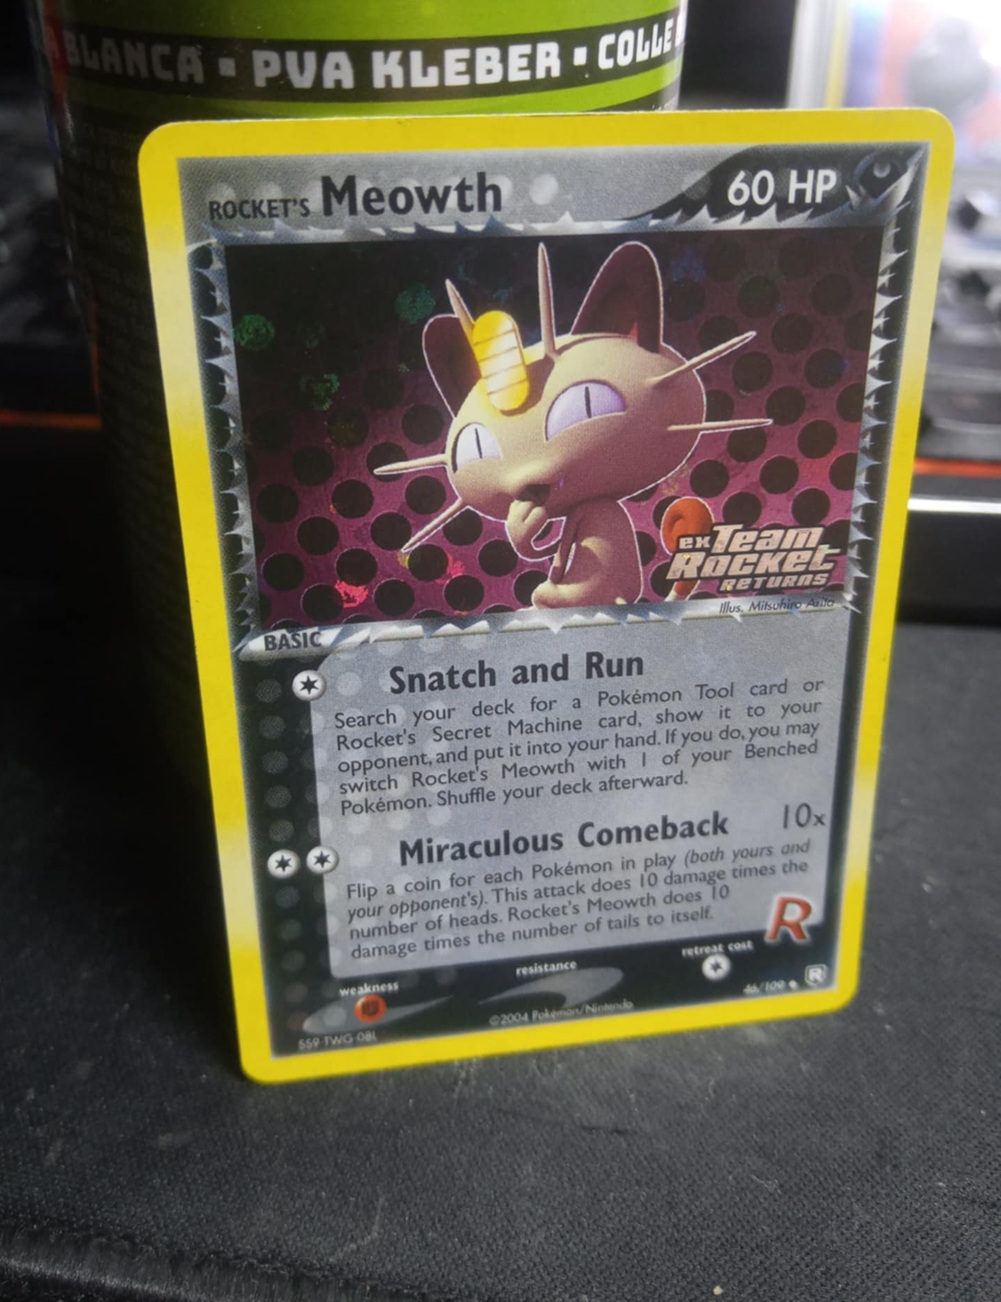 BLANCA ▪ PVA KLEBER ▪ COLLE
ROCKET'S Meowth 60 HP
ex Team
Rocket
RETURNS
Illus. Mitsuhiro Arita
BASIC
Snatch and Run
Search your deck for a Pokémon Tool card or
Rocket's Secret Machine card, show it to your
opponent, and put it into your hand. If you do, you may
switch Rocket's Meowth with 1 of your Benched
Pokémon. Shuffle your deck afterward.
Miraculous Comeback 10x
Flip a coin for each Pokémon in play (both yours and
your opponent's). This attack does 10 damage times the
number of heads. Rocket's Meowth does 10
damage times the number of tails to itself.
R
weakness resistance retreat cost
46/109 ◆ R
©2004 Pokémon/Nintendo
559 TWG 08L